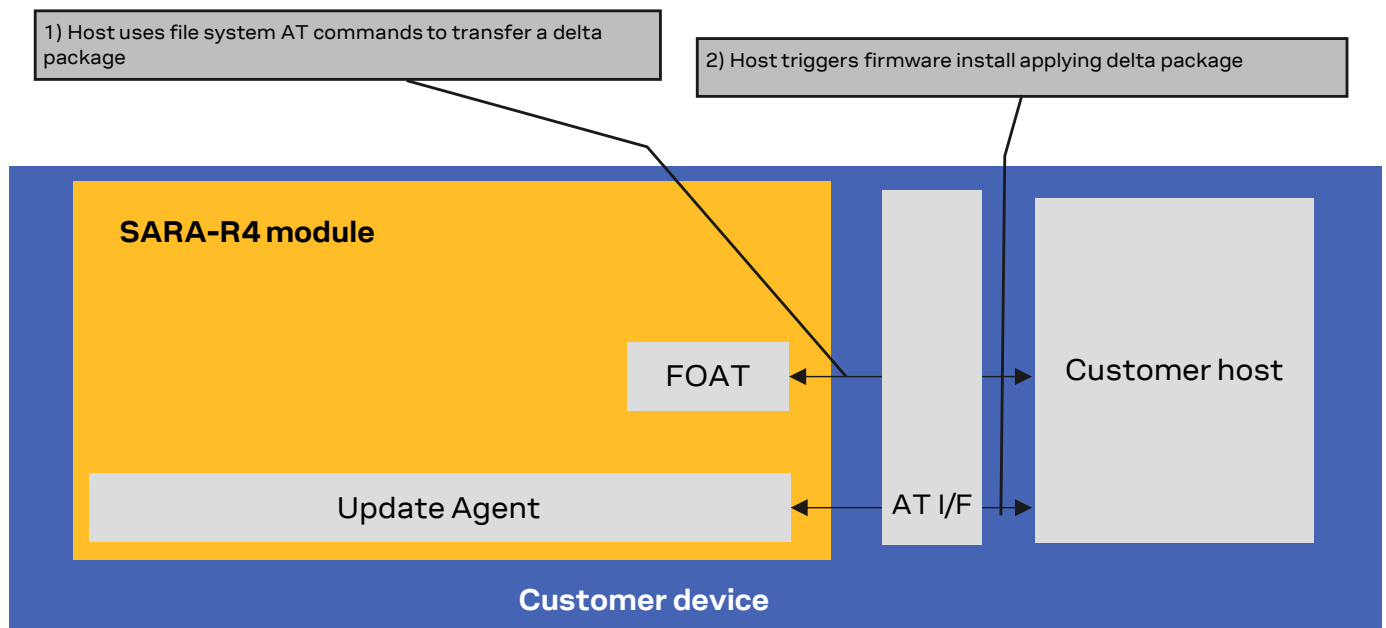 1) Host uses file system AT commands to transfer a delta
package
2) Host triggers firmware install applying delta package
SARA-R4 module
FOAT
Customer host
Update Agent
AT I/F
Customer device